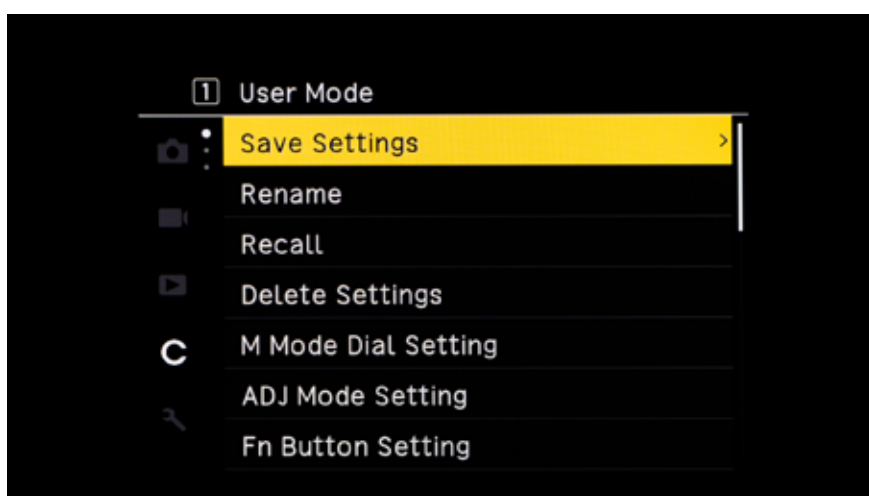 1 User Mode
Save Settings >
Rename
Recall
Delete Settings
M Mode Dial Setting
C
ADJ Mode Setting
Fn Button Setting